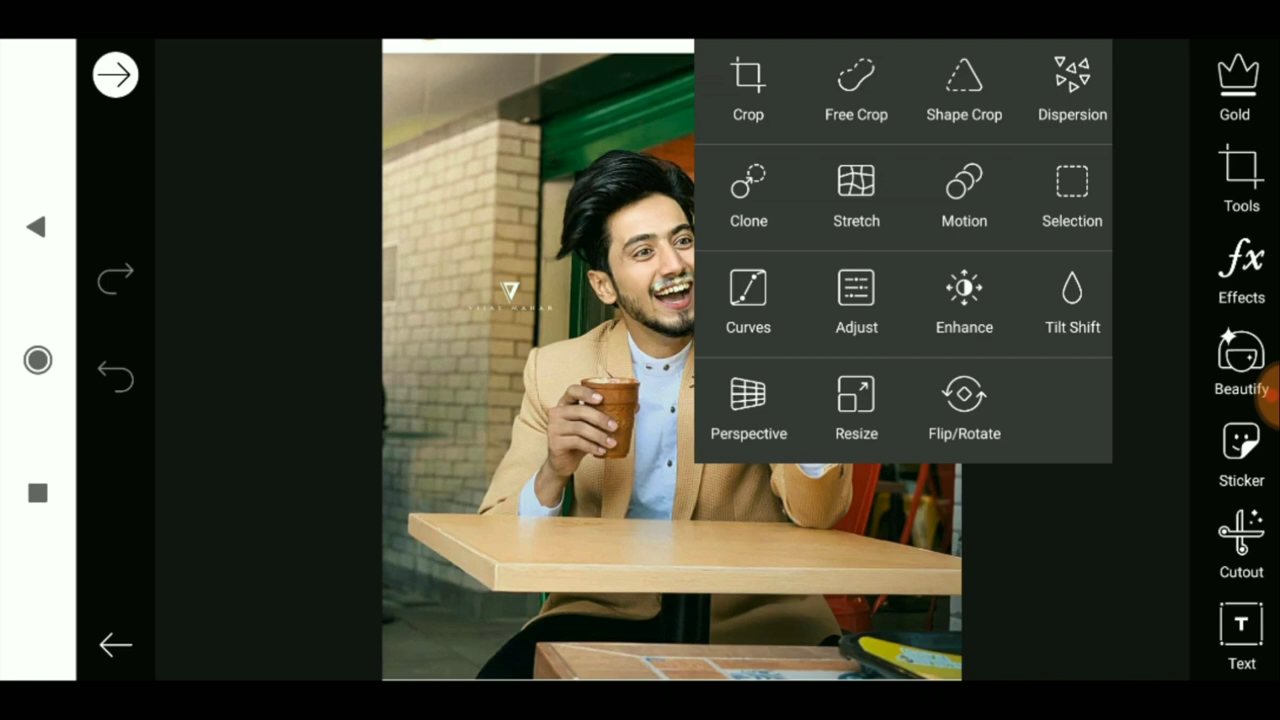 Crop Free Crop Shape Crop Dispersion
Clone Stretch Motion Selection
Curves Adjust Enhance Tilt Shift
Perspective Resize Flip/Rotate
Gold
Tools
fx
Effects
Beautify
Sticker
Cutout
T
Text